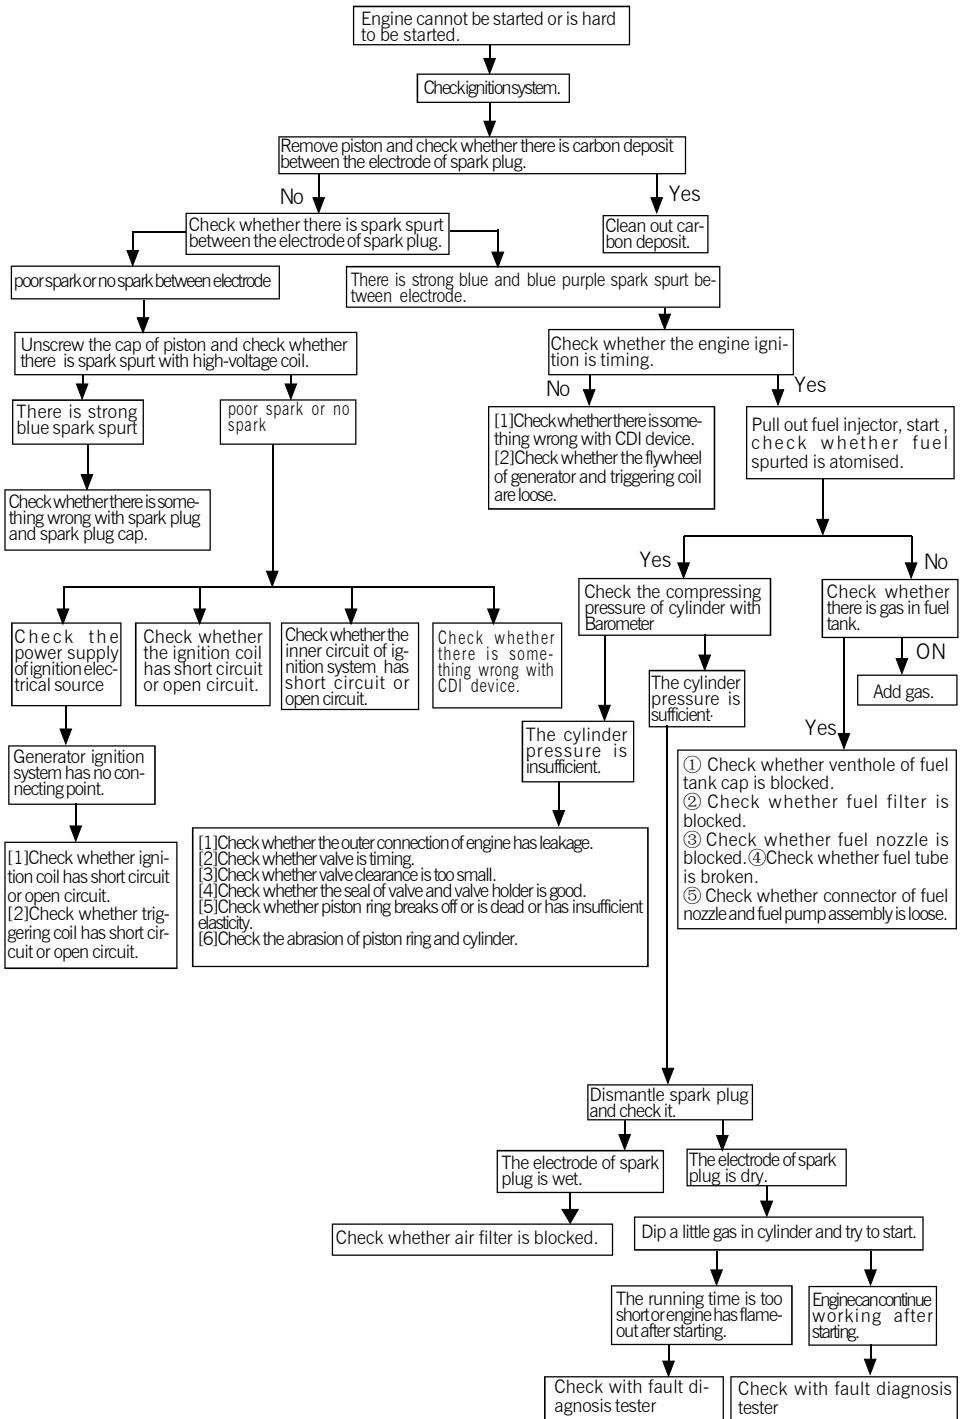 Engine cannot be started or is hard
to be started.
Check ignition system.
Remove piston and check whether there is carbon deposit
between the electrode of spark plug.
No
Yes
Check whether there is spark spurt
between the electrode of spark plug.
Clean out car-
bon deposit.
poor spark or no spark between electrode
There is strong blue and blue purple spark spurt be-
tween electrode.
Unscrew the cap of piston and check whether
there is spark spurt with high-voltage coil.
Check whether the engine igni-
tion is timing.
No
Yes
There is strong
blue spark spurt
poor spark or no
spark
[1]Check whether there is some-
thing wrong with CDI device.
[2]Check whether the flywheel
of generator and triggering coil
are loose.
Pull out fuel injector, start ,
check whether fuel
spurted is atomised.
Check whether there is some-
thing wrong with spark plug
and spark plug cap.
Yes
No
Check the compressing
pressure of cylinder with
Barometer
Check whether
there is gas in fuel
tank.
Check the
power supply
of ignition elec-
trical source
Check whether
the ignition coil
has short circuit
or open circuit.
Check whether the
inner circuit of ig-
nition system has
short circuit or
open circuit.
Check whether
there is some-
thing wrong with
CDI device.
ON
The cylinder
pressure is
sufficient.
Add gas.
Yes
The cylinder
pressure is
insufficient.
Generator ignition
system has no con-
necting point.
① Check whether venthole of fuel
tank cap is blocked.
② Check whether fuel filter is
blocked.
③ Check whether fuel nozzle is
blocked. ④Check whether fuel tube
is broken.
⑤ Check whether connector of fuel
nozzle and fuel pump assembly is loose.
[1]Check whether igni-
tion coil has short circuit
or open circuit.
[2]Check whether trig-
gering coil has short cir-
cuit or open circuit.
[1]Check whether the outer connection of engine has leakage.
[2]Check whether valve is timing.
[3]Check whether valve clearance is too small.
[4]Check whether the seal of valve and valve holder is good.
[5]Check whether piston ring breaks off or is dead or has insufficient
elasticity.
[6]Check the abrasion of piston ring and cylinder.
Dismantle spark plug
and check it.
The electrode of spark
plug is wet.
The electrode of spark
plug is dry.
Check whether air filter is blocked.
Dip a little gas in cylinder and try to start.
The running time is too
short or engine has flame-
out after starting.
Engine can continue
working after
starting.
Check with fault di-
agnosis tester
Check with fault diagnosis
tester